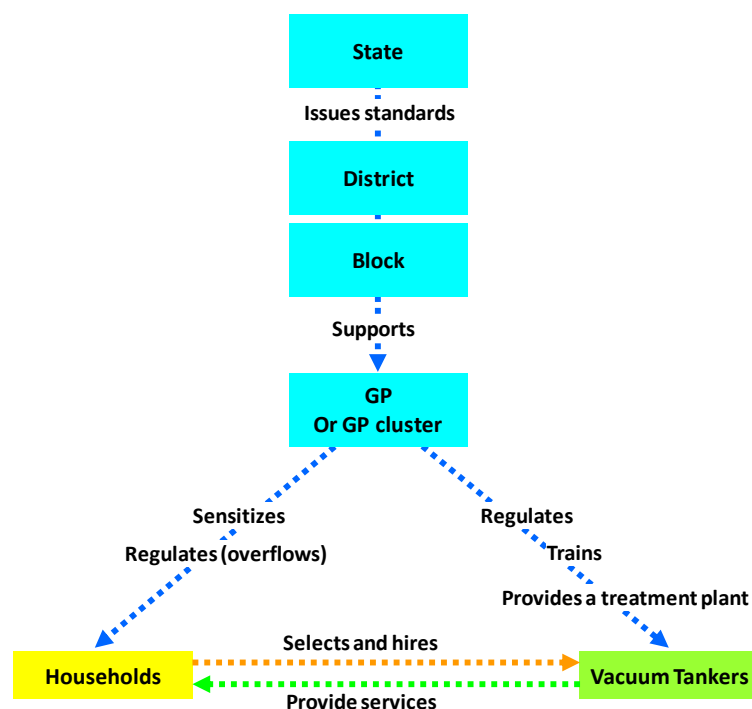 State
Issues standards
District
Block
Supports
GP
Or GP cluster
Sensitizes
Regulates (overflows)
Regulates
Trains
Provides a treatment plant
Selects and hires
Households
Vacuum Tankers
Provide services